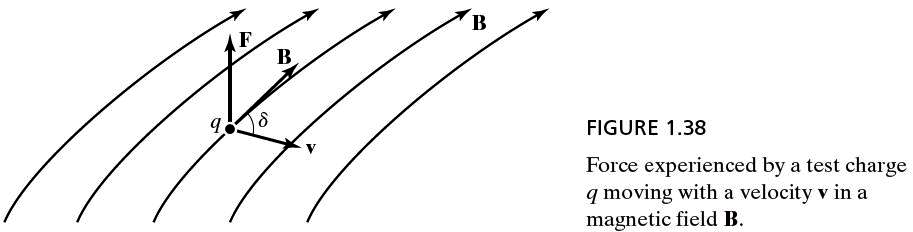 B
F
B
q
δ
v
FIGURE 1.38
Force experienced by a test charge
q moving with a velocity v in a
magnetic field B.